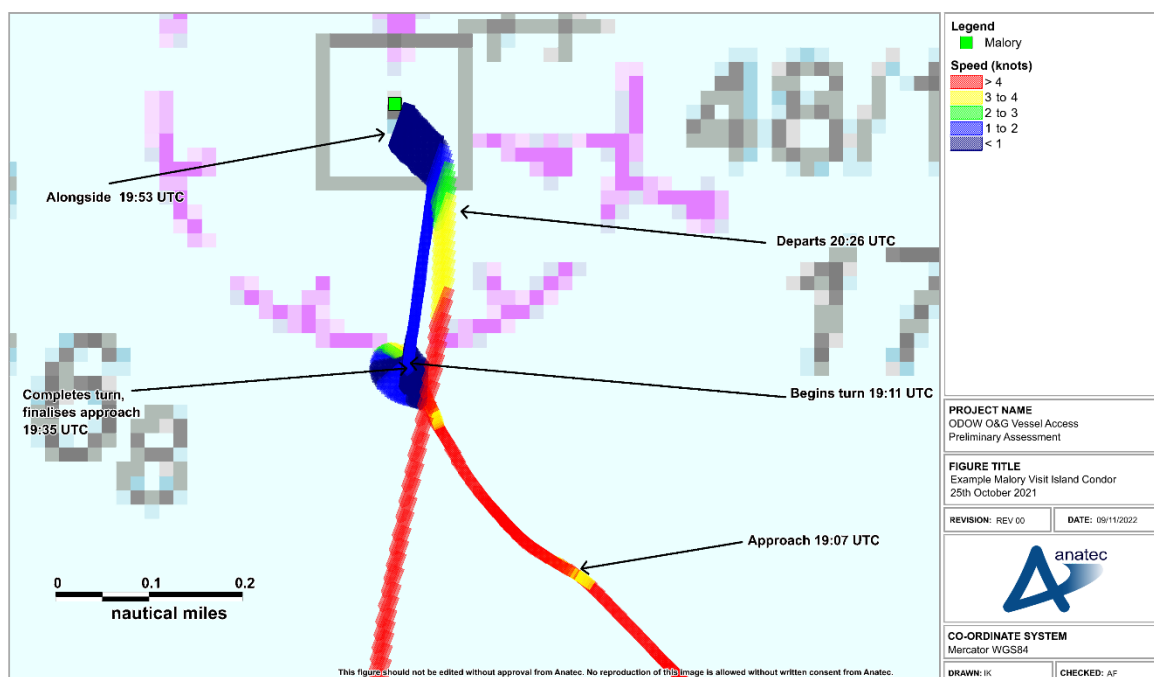 Alongside 19:53 UTC
Departs 20:26 UTC
Completes turn,
finalises approach
19:35 UTC
Begins turn 19:11 UTC
Approach 19:07 UTC
0 0.1 0.2
nautical miles
48
17
68
This figure should not be edited without approval from Anatec. No reproduction of this image is allowed without written consent from Anatec.
Legend
Malory
Speed (knots)
> 4
3 to 4
2 to 3
1 to 2
< 1
PROJECT NAME
ODOW O&G Vessel Access
Preliminary Assessment
FIGURE TITLE
Example Malory Visit Island Condor
25th October 2021
REVISION: REV 00 DATE: 09/11/2022
anatec
CO-ORDINATE SYSTEM
Mercator WGS84
DRAWN: IK CHECKED: AF